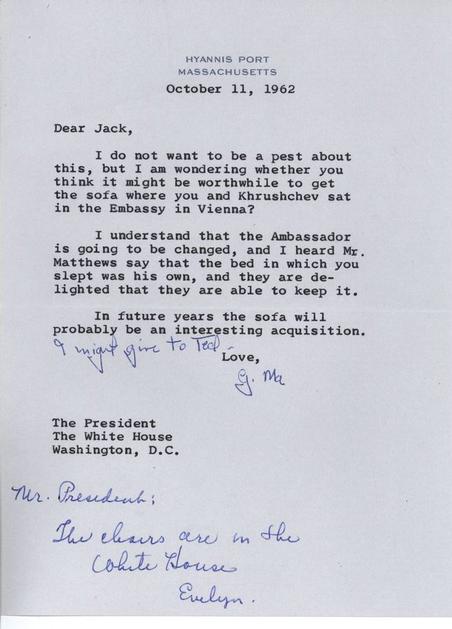 HYANNIS PORT
MASSACHUSETTS
October 11, 1962
Dear Jack,
I do not want to be a pest about
this, but I am wondering whether you
think it might be worthwhile to get
the sofa where you and Khrushchev sat
in the Embassy in Vienna?
I understand that the Ambassador
is going to be changed, and I heard Mr.
Matthews say that the bed in which you
slept was his own, and they are de-
lighted that they are able to keep it.
In future years the sofa will
probably be an interesting acquisition.
I might give to Ted -
Love,
G. Ma
The President
The White House
Washington, D.C.
Mr. President:
The chairs are in the
White House
Evelyn.